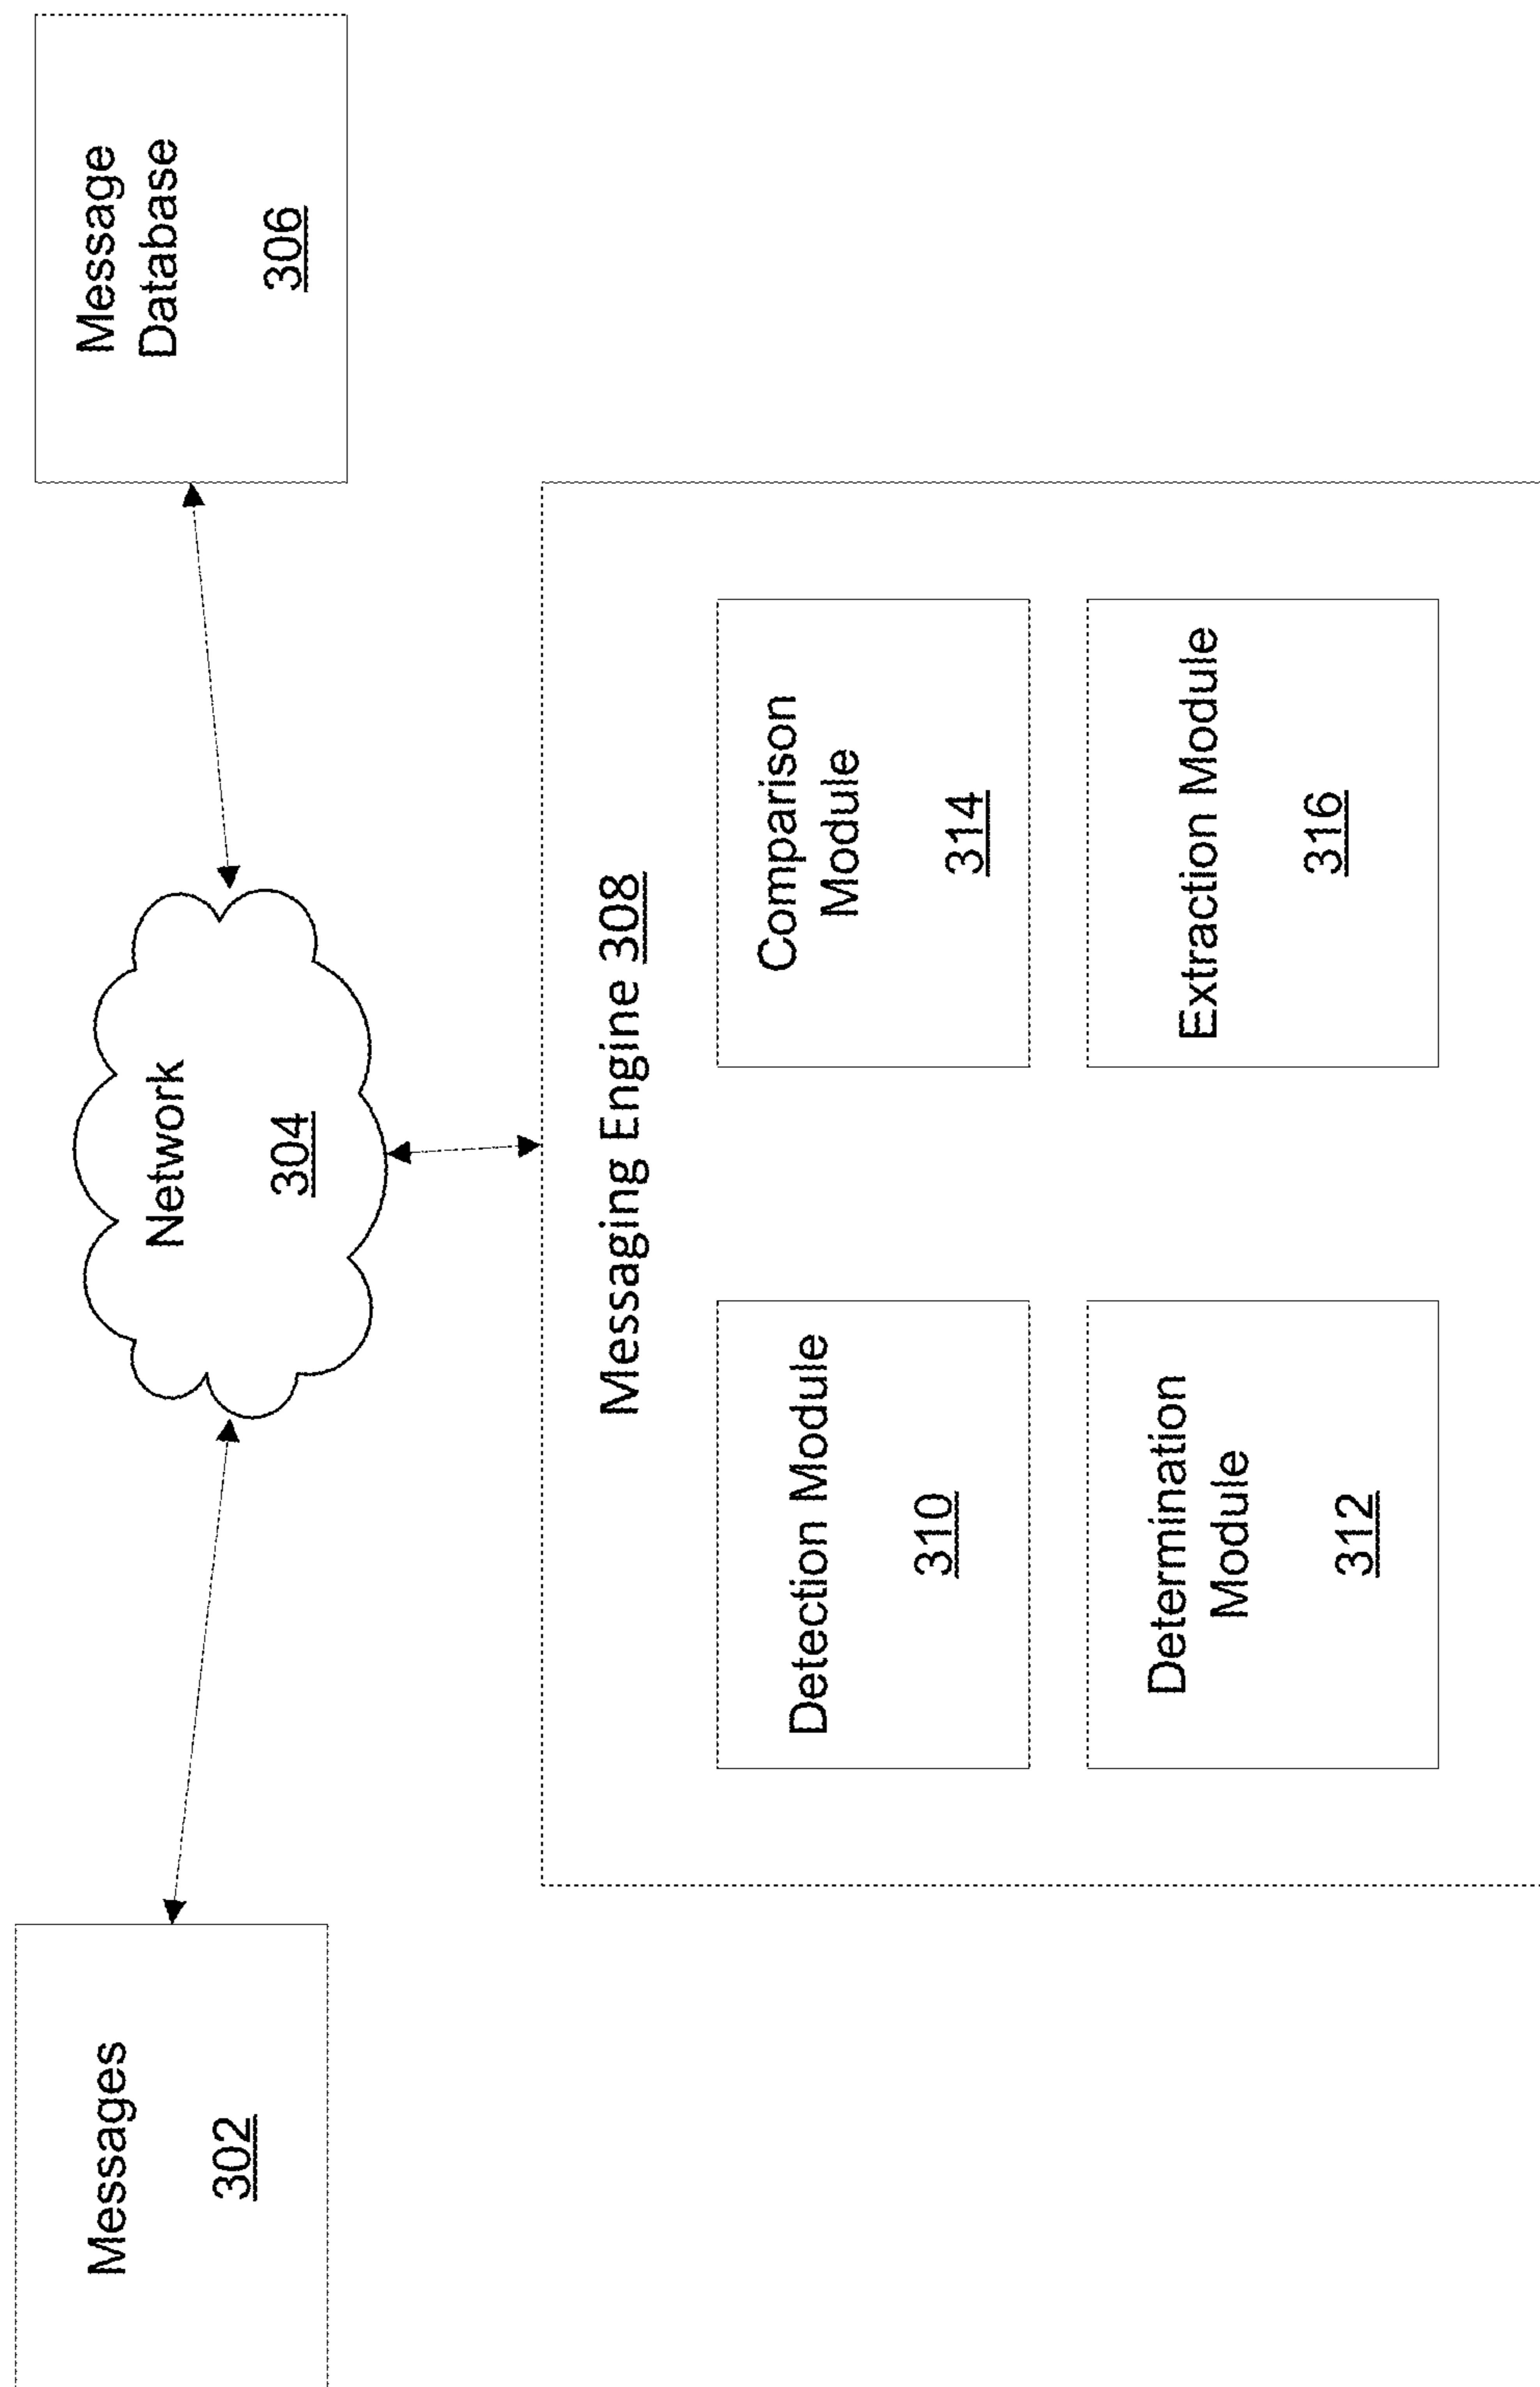 Messages
302
Network
304
Message
Database
306
Messaging Engine 308
Detection Module
310
Comparison
Module
314
Determination
Module
312
Extraction Module
316